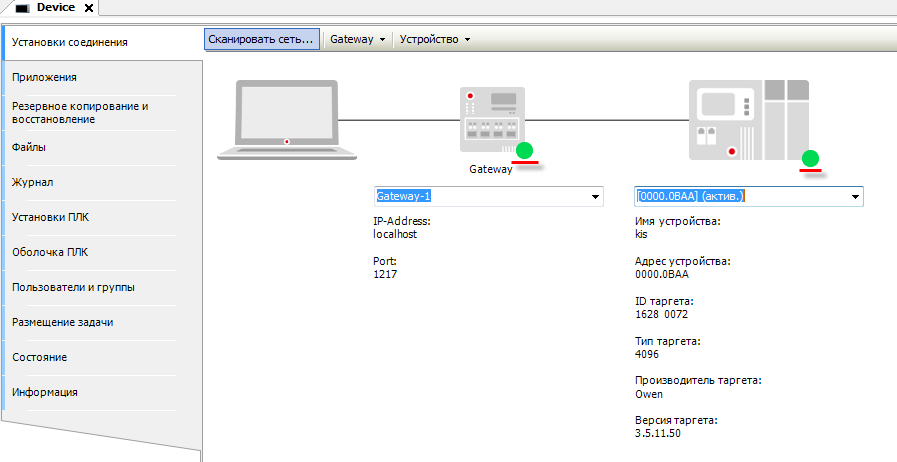 Device
Установки соединения
Приложения
Резервное копирование и
восстановление
Файлы
Журнал
Установки ПЛК
Оболочка ПЛК
Пользователи и группы
Размещение задачи
Состояние
Информация
Сканировать сеть...
Gateway
Устройство
Gateway
Gateway-1
IP-Address:
localhost
Port:
1217
[0000.0BAA] (актив.)
Имя устройства:
kis
Адрес устройства:
0000.0BAA
ID таргета:
1628 0072
Тип таргета:
4096
Производитель таргета:
Owen
Версия таргета:
3.5.11.50